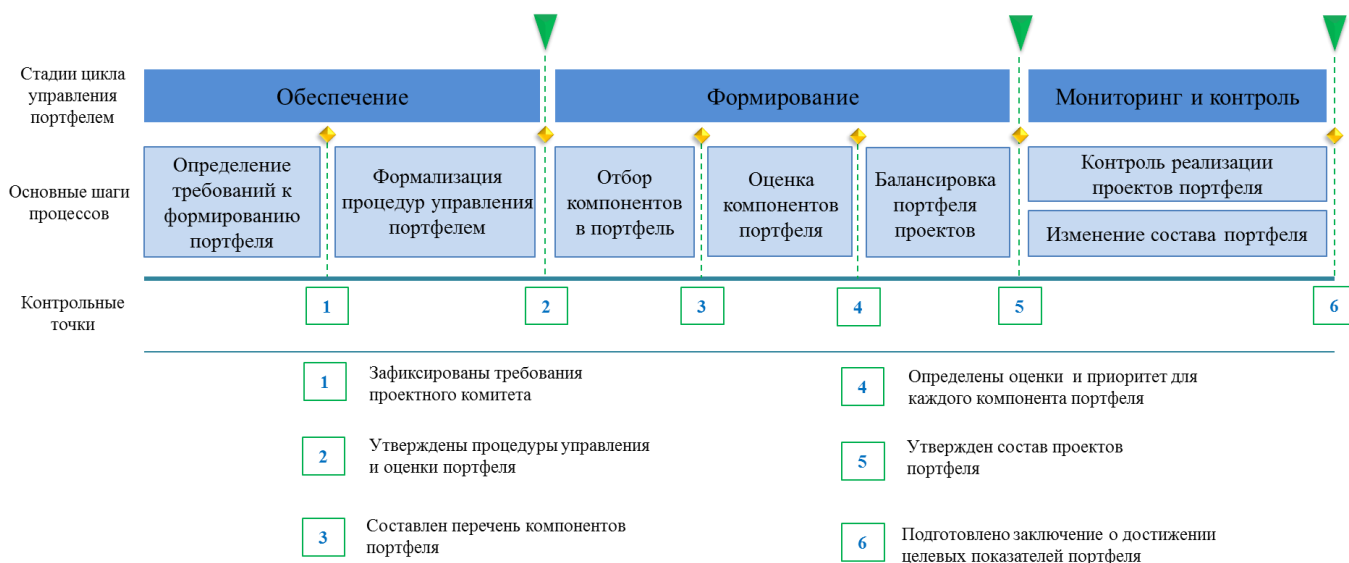 Стадии цикла
управления
портфелем
Обеспечение
Формирование
Мониторинг и контроль
Основные шаги
процессов
Определение
требований к
формированию
портфеля
Формализация
процедур управления
портфелем
Отбор
компонентов
в портфель
Оценка
компонентов
портфеля
Балансировка
портфеля
проектов
Контроль реализации
проектов портфеля
Изменение состава портфеля
Контрольные
точки
1
2
3
4
5
6
1
Зафиксированы требования
проектного комитета
2
Утверждены процедуры управления
и оценки портфеля
3
Составлен перечень компонентов
портфеля
4
Определены оценки и приоритет для
каждого компонента портфеля
5
Утвержден состав проектов
портфеля
6
Подготовлено заключение о достижении
целевых показателей портфеля